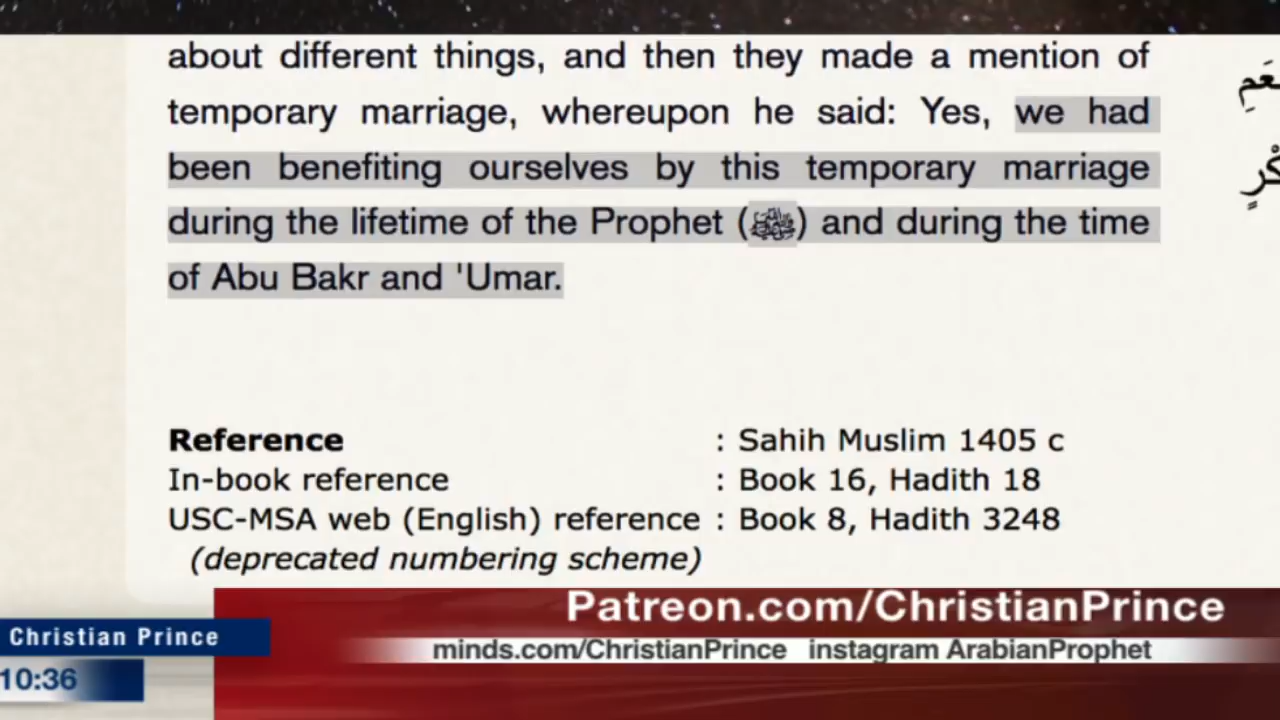 about different things, and then they made a mention of
temporary marriage, whereupon he said: Yes, we had
been benefiting ourselves by this temporary marriage
during the lifetime of the Prophet (ﷺ) and during the time
of Abu Bakr and 'Umar.
Reference : Sahih Muslim 1405 c
In-book reference : Book 16, Hadith 18
USC-MSA web (English) reference : Book 8, Hadith 3248
(deprecated numbering scheme)
Patreon.com/ChristianPrince
Christian Prince
minds.com/ChristianPrince instagram ArabianProphet
10:36